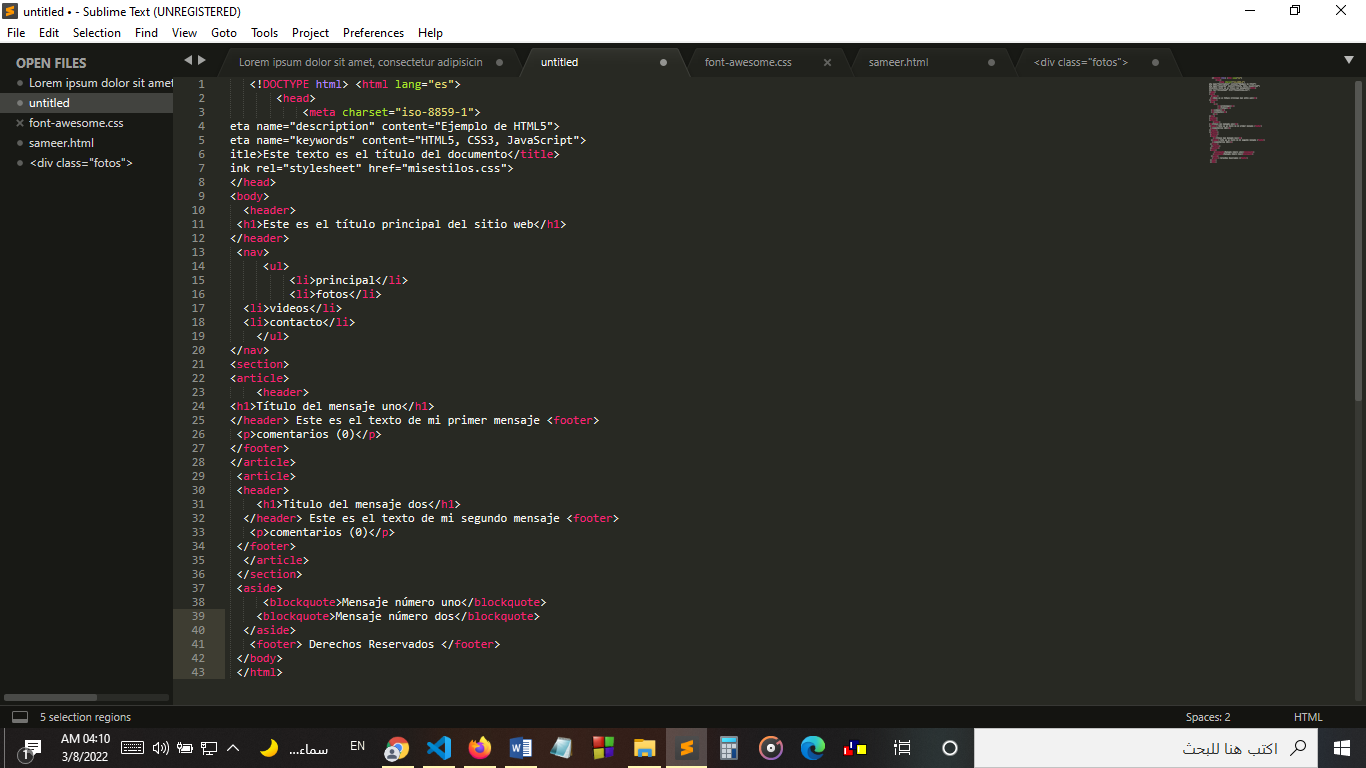 untitled • - Sublime Text (UNREGISTERED)
File Edit Selection Find View Goto Tools Project Preferences Help
OPEN FILES
Lorem ipsum dolor sit amet
untitled
font-awesome.css
sameer.html
<div class="fotos">
Lorem ipsum dolor sit amet, consectetur adipisicin
untitled
font-awesome.css
sameer.html
<div class="fotos">
1 <!DOCTYPE html> <html lang="es">
2 <head>
3 <meta charset="iso-8859-1">
4 eta name="description" content="Ejemplo de HTML5">
5 eta name="keywords" content="HTML5, CSS3, JavaScript">
6 itle>Este texto es el título del documento</title>
7 ink rel="stylesheet" href="misestilos.css">
8 </head>
9 <body>
10 <header>
11 <h1>Este es el título principal del sitio web</h1>
12 </header>
13 <nav>
14 <ul>
15 <li>principal</li>
16 <li>fotos</li>
17 <li>videos</li>
18 <li>contacto</li>
19 </ul>
20 </nav>
21 <section>
22 <article>
23 <header>
24 <h1>Título del mensaje uno</h1>
25 </header> Este es el texto de mi primer mensaje <footer>
26 <p>comentarios (0)</p>
27 </footer>
28 </article>
29 <article>
30 <header>
31 <h1>Titulo del mensaje dos</h1>
32 </header> Este es el texto de mi segundo mensaje <footer>
33 <p>comentarios (0)</p>
34 </footer>
35 </article>
36 </section>
37 <aside>
38 <blockquote>Mensaje número uno</blockquote>
39 <blockquote>Mensaje número dos</blockquote>
40 </aside>
41 <footer> Derechos Reservados </footer>
42 </body>
43 </html>
5 selection regions
Spaces: 2
HTML
1
AM 04:10
3/8/2022
سماء...
EN
اكتب هنا للبحث